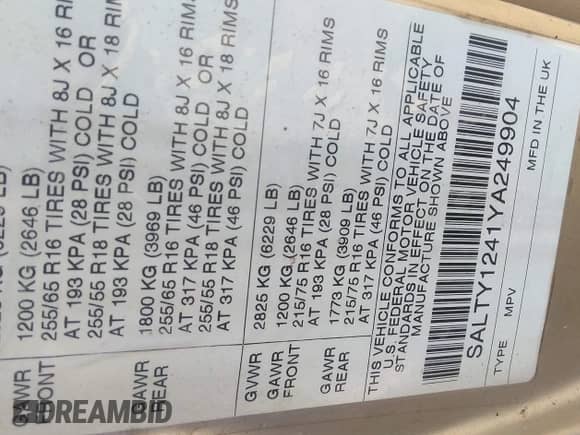 1200 KG (2646 LB)
255/65 R16 TIRES WITH 8J X 16 RIMS
AT 193 KPA (28 PSI) COLD OR
255/55 R18 TIRES WITH 8J X 18 RIMS
AT 193 KPA (28 PSI) COLD
GAWR
FRONT
1800 KG (3969 LB)
255/65 R16 TIRES WITH 8J X 16 RIMS
AT 317 KPA (46 PSI) COLD OR
255/55 R18 TIRES WITH 8J X 18 RIMS
AT 317 KPA (46 PSI) COLD
GAWR
REAR
GVWR 2825 KG (6229 LB)
GAWR 1200 KG (2646 LB)
FRONT 215/75 R16 TIRES WITH 7J X 16 RIMS
AT 193 KPA (28 PSI) COLD
GAWR 1773 KG (3909 LB)
REAR 215/75 R16 TIRES WITH 7J X 16 RIMS
AT 317 KPA (46 PSI) COLD
THIS VEHICLE CONFORMS TO ALL APPLICABLE
U.S. FEDERAL MOTOR VEHICLE SAFETY
STANDARDS IN EFFECT ON THE DATE OF
MANUFACTURE SHOWN ABOVE
SALTY1241YA249904
TYPE MPV MFD IN THE UK
DREAMBID